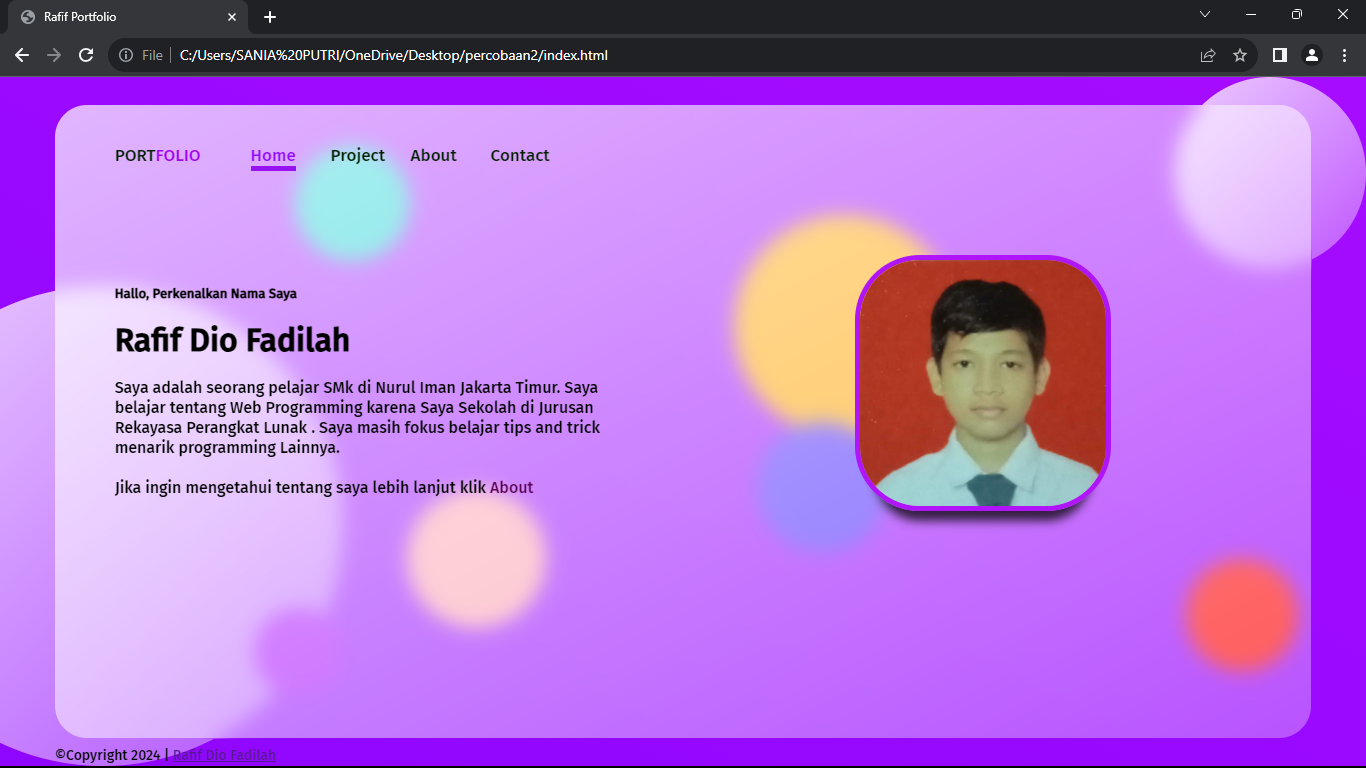 Rafif Portfolio
File
C:/Users/SANIA%20PUTRI/OneDrive/Desktop/percobaan2/index.html
PORTFOLIO Home Project About Contact
Hallo, Perkenalkan Nama Saya
Rafif Dio Fadilah
Saya adalah seorang pelajar SMk di Nurul Iman Jakarta Timur. Saya
belajar tentang Web Programming karena Saya Sekolah di Jurusan
Rekayasa Perangkat Lunak . Saya masih fokus belajar tips and trick
menarik programming Lainnya.
Jika ingin mengetahui tentang saya lebih lanjut klik About
©Copyright 2024 | Rafif Dio Fadilah